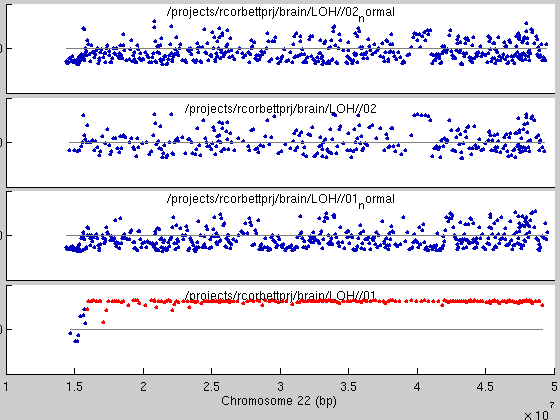 /projects/rcorbettprj/brain/LOH//02normal
0
/projects/rcorbettprj/brain/LOH//02
0
/projects/rcorbettprj/brain/LOH//01normal
0
/projects/rcorbettprj/brain/LOH//01
0
1 1.5 2 2.5 3 3.5 4 4.5 5
Chromosome 22 (bp)
× 10^7